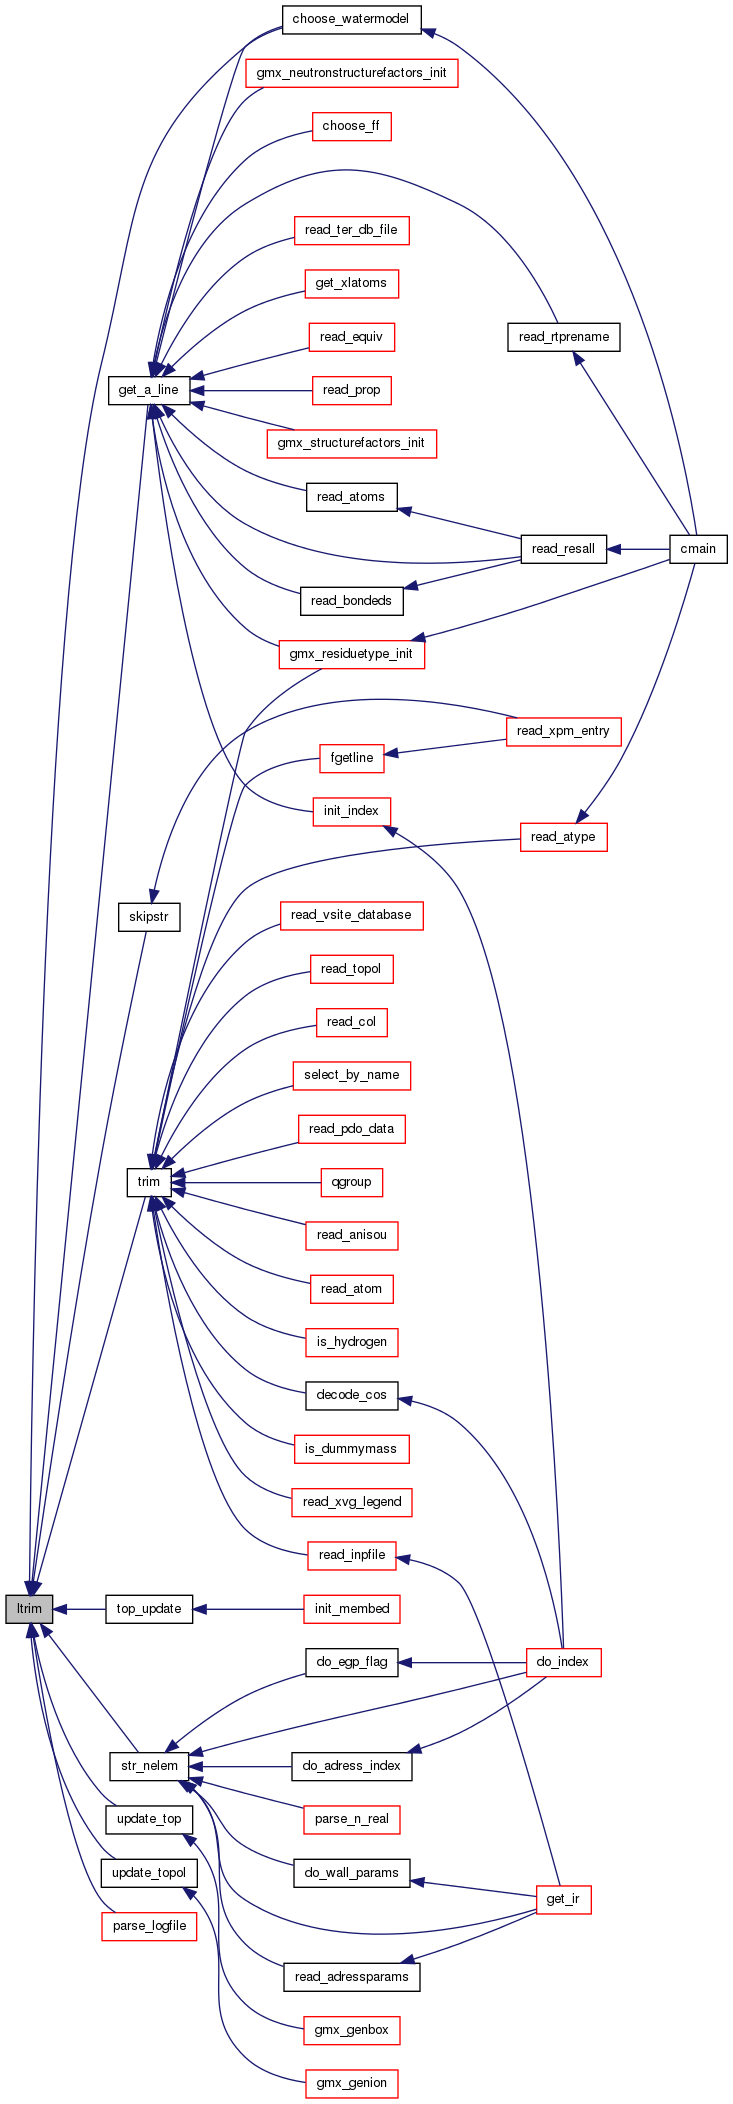 choose_watermodel
gmx_neutronstructurefactors_init
choose_ff
read_ter_db_file
get_xlatoms
read_rtprename
read_equiv
get_a_line
read_prop
gmx_structurefactors_init
read_atoms
read_resall
cmain
read_bondeds
gmx_residuetype_init
read_xpm_entry
fgetline
init_index
read_atype
skipstr
read_vsite_database
read_topol
read_col
select_by_name
read_pdo_data
trim
qgroup
read_anisou
read_atom
is_hydrogen
decode_cos
is_dummymass
read_xvg_legend
read_inpfile
ltrim
top_update
init_membed
do_egp_flag
do_index
str_nelem
do_adress_index
update_top
parse_n_real
update_topol
do_wall_params
get_ir
parse_logfile
read_adressparams
gmx_genbox
gmx_genion